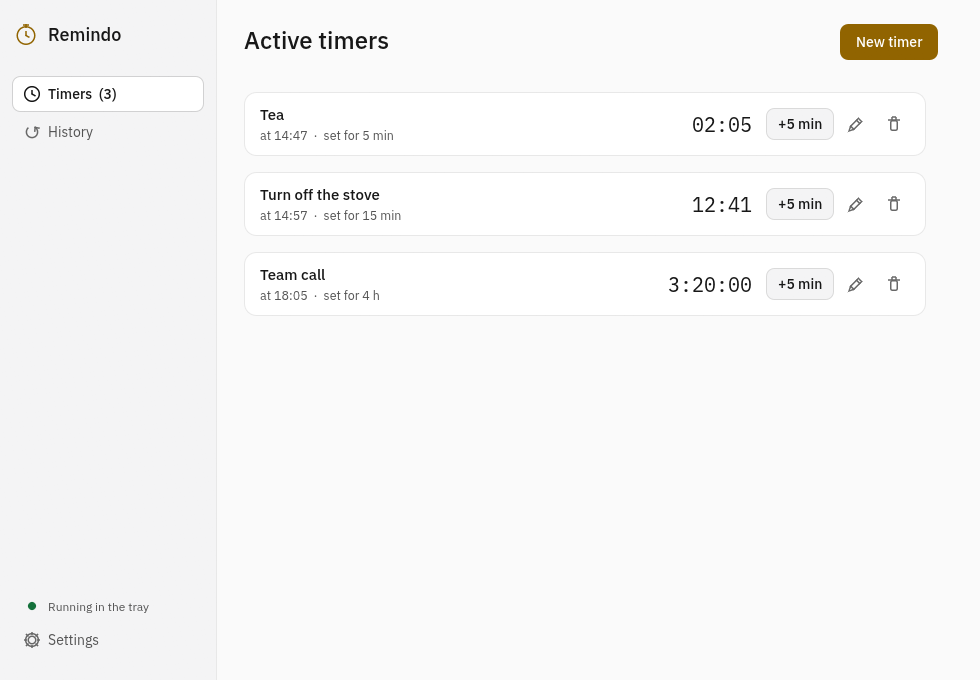 Remindo
Timers (3)
History
Running in the tray
Settings
Active timers
New timer
Tea
at 14:47 · set for 5 min
02:05
+5 min
Turn off the stove
at 14:57 · set for 15 min
12:41
+5 min
Team call
at 18:05 · set for 4 h
3:20:00
+5 min